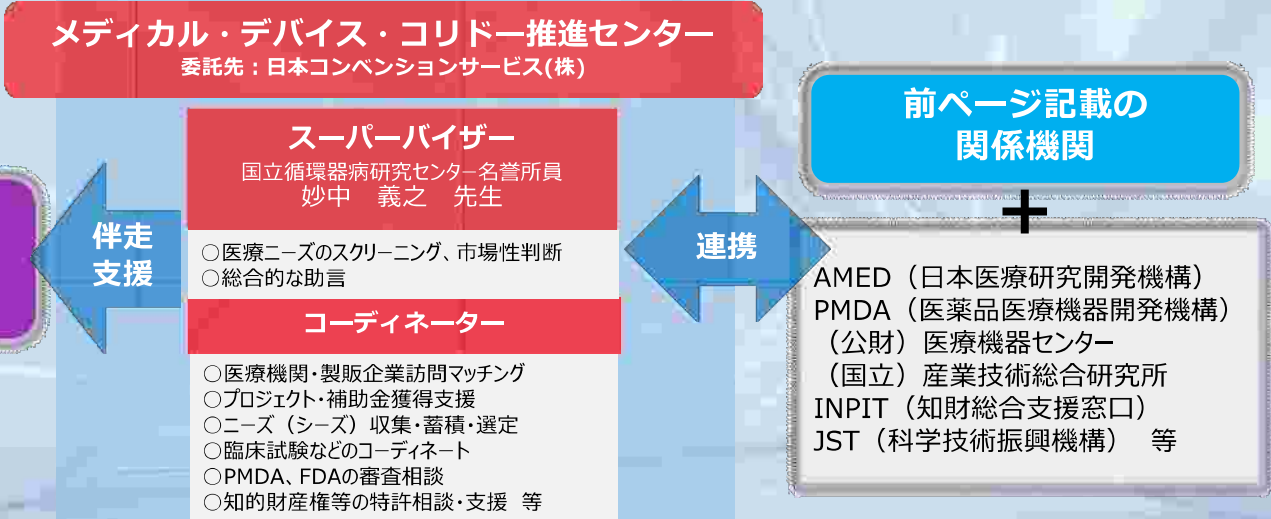 メディカル・デバイス・コリドー推進センター
委託先：日本コンベンションサービス(株)
スーパーバイザー
国立循環器病研究センター名誉所員
妙中　義之　先生
○医療ニーズのスクリーニング、市場性判断
○総合的な助言
コーディネーター
○医療機関・製販企業訪問マッチング
○プロジェクト・補助金獲得支援
○ニーズ（シーズ）収集・蓄積・選定
○臨床試験などのコーディネート
○PMDA、FDAの審査相談
○知的財産権等の特許相談・支援　等
伴走
支援
連携
前ページ記載の
関係機関
+
AMED（日本医療研究開発機構）
PMDA（医薬品医療機器開発機構）
（公財）医療機器センター
（国立）産業技術総合研究所
INPIT（知財総合支援窓口）
JST（科学技術振興機構）　等